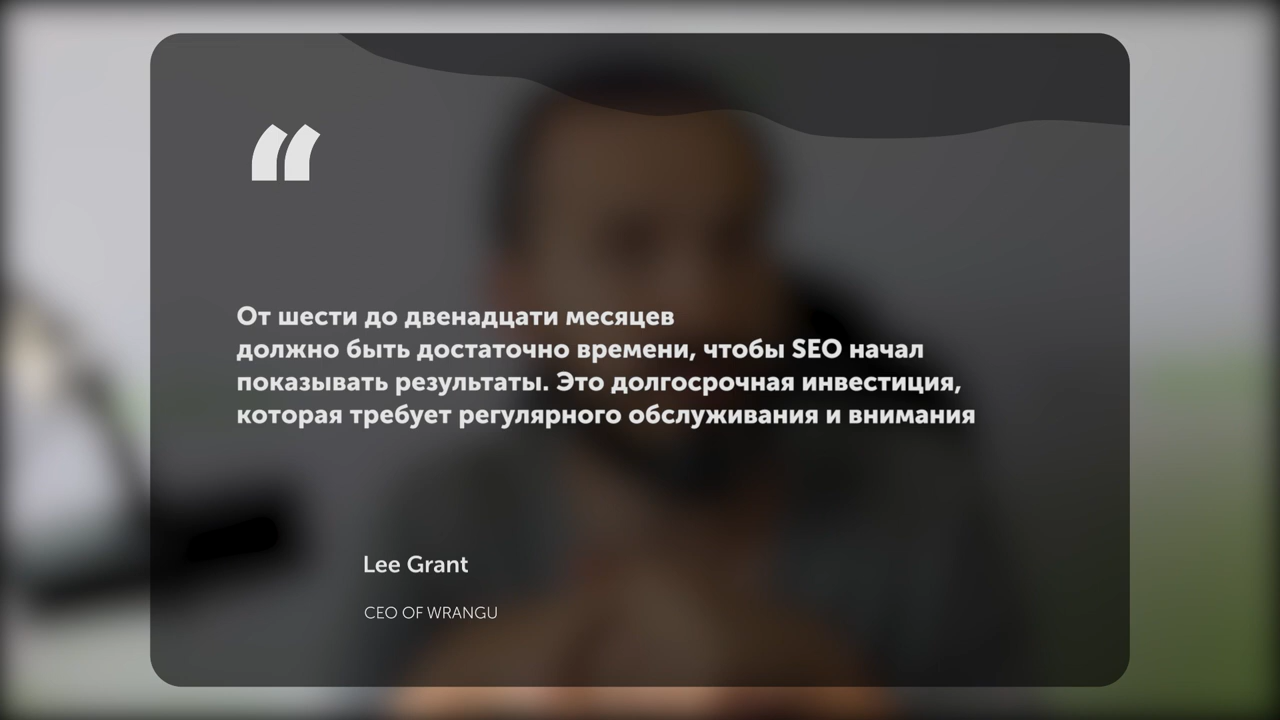 “
От шести до двенадцати месяцев
должно быть достаточно времени, чтобы SEO начал
показывать результаты. Это долгосрочная инвестиция,
которая требует регулярного обслуживания и внимания
Lee Grant
CEO OF WRANGU